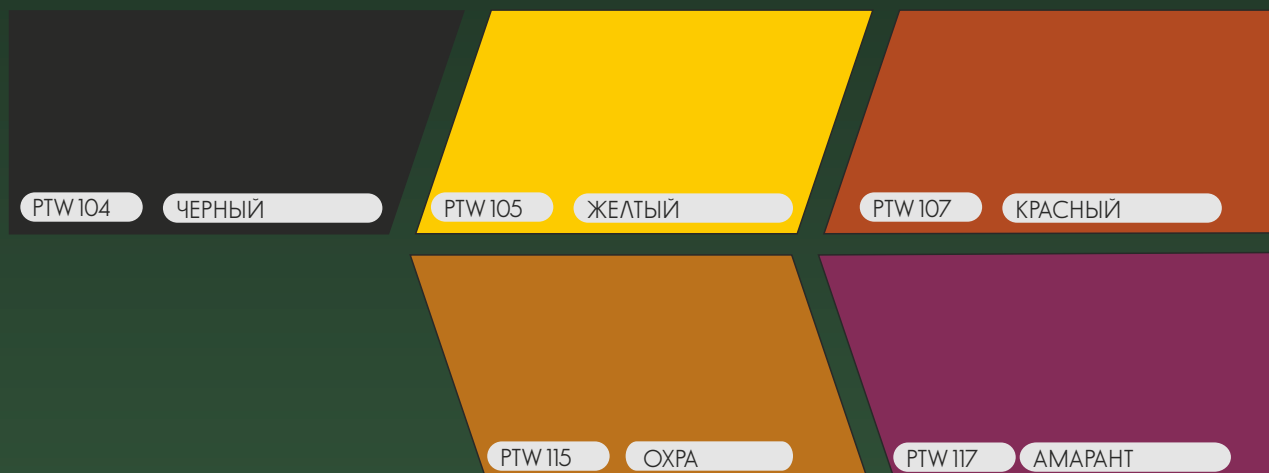 PTW 104 ЧЕРНЫЙ PTW 105 ЖЕЛТЫЙ PTW 107 КРАСНЫЙ
PTW 115 ОХРА PTW 117 АМАРАНТ